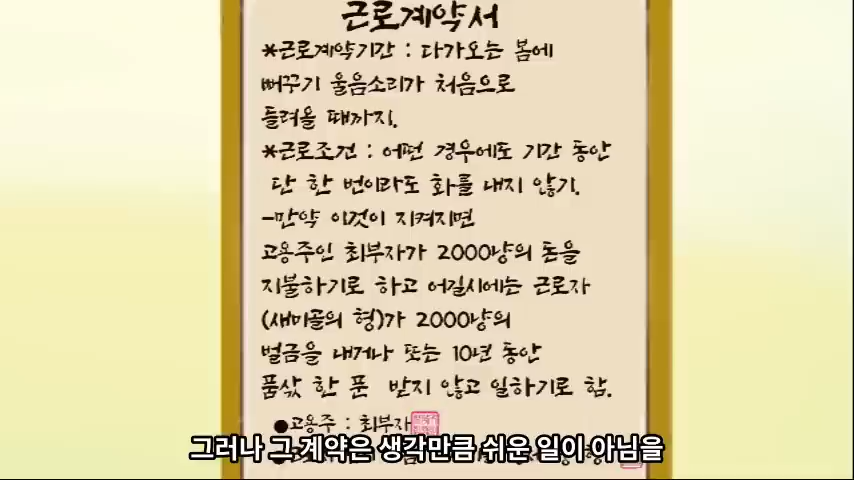 근로계약서
*근로계약기간 : 다가오는 봄에
뻐꾸기 울음소리가 처음으로
들려올 때까지.
*근로조건 : 어떤 경우에도 기간 동안
단 한 번이라도 화를 내지 않기.
-만약 이것이 지켜지면
고용주인 최부자가 2000냥의 돈을
지불하기로 하고 어길시에는 근로자
(새미골의 형)가 2000냥의
벌금을 내거나 또는 10년 동안
품삯 한 푼 받지 않고 일하기로 함.
●고용주 : 최부자
그러나 그 계약은 생각만큼 쉬운 일이 아님을